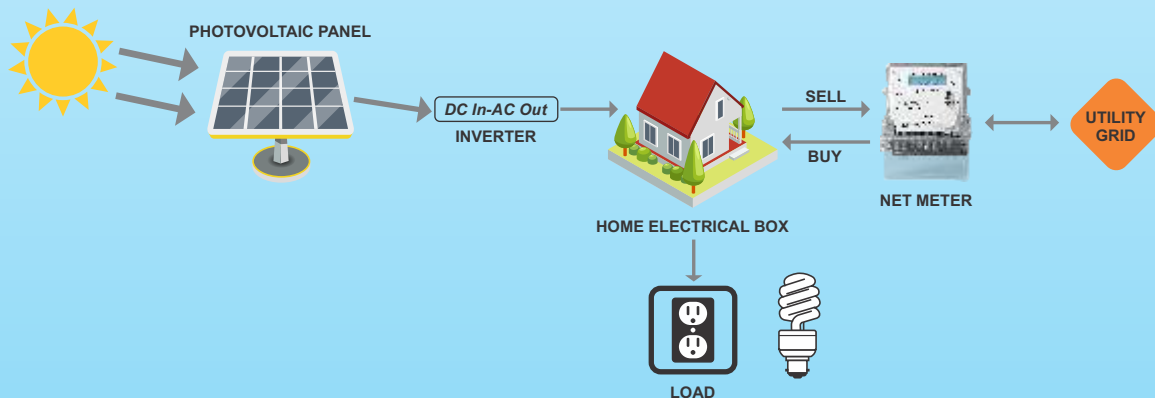 PHOTOVOLTAIC PANEL
DC In-AC Out
INVERTER
SELL
BUY
UTILITY
GRID
NET METER
HOME ELECTRICAL BOX
LOAD